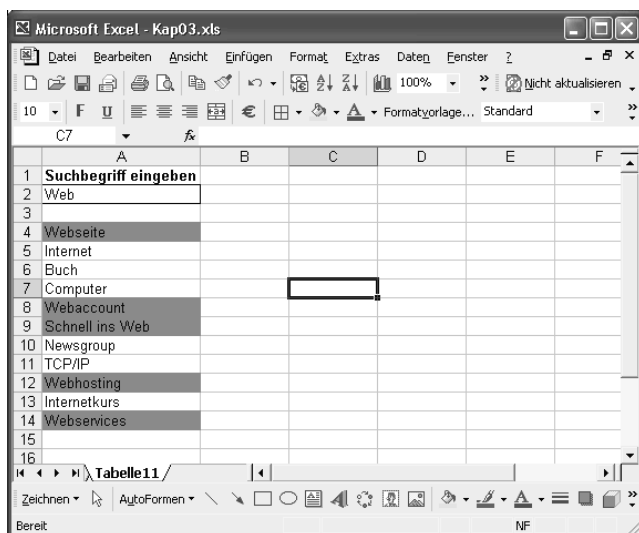 Microsoft Excel - Kap03.xls
Datei Bearbeiten Ansicht Einfügen Format Extras Daten Fenster ?
100% Nicht aktualisieren
10 F U € A Formatvorlage... Standard
C7 fx
A B C D E F
1 Suchbegriff eingeben
2 Web
3
4 Webseite
5 Internet
6 Buch
7 Computer
8 Webaccount
9 Schnell ins Web
10 Newsgroup
11 TCP/IP
12 Webhosting
13 Internetkurs
14 Webservices
15
16
Tabelle11
Zeichnen AutoFormen A
Bereit NF